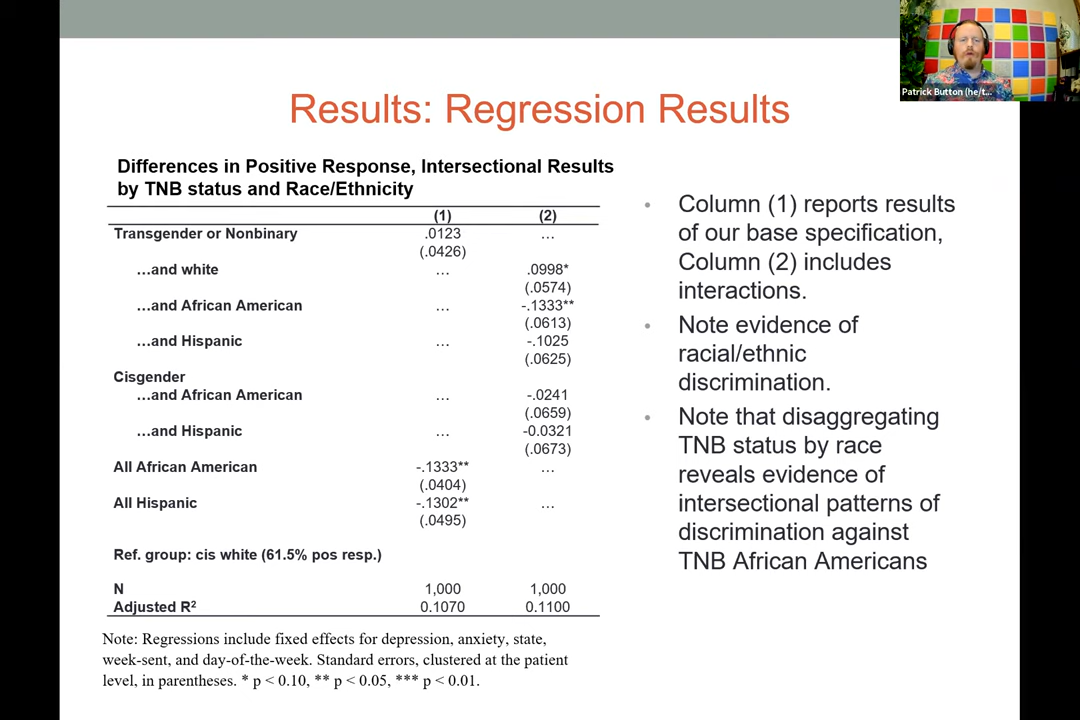 Patrick Button (he/t...
Results: Regression Results
Differences in Positive Response, Intersectional Results
by TNB status and Race/Ethnicity
(1) (2)
Transgender or Nonbinary .0123 …
(.0426)
…and white … .0998*
(.0574)
…and African American … -.1333**
(.0613)
…and Hispanic … -.1025
(.0625)
Cisgender
…and African American … -.0241
(.0659)
…and Hispanic … -0.0321
(.0673)
All African American -.1333** …
(.0404)
All Hispanic -.1302** …
(.0495)
Ref. group: cis white (61.5% pos resp.)
N 1,000 1,000
Adjusted R² 0.1070 0.1100
Note: Regressions include fixed effects for depression, anxiety, state,
week-sent, and day-of-the-week. Standard errors, clustered at the patient
level, in parentheses. * p < 0.10, ** p < 0.05, *** p < 0.01.
• Column (1) reports results
of our base specification,
Column (2) includes
interactions.
• Note evidence of
racial/ethnic
discrimination.
• Note that disaggregating
TNB status by race
reveals evidence of
intersectional patterns of
discrimination against
TNB African Americans